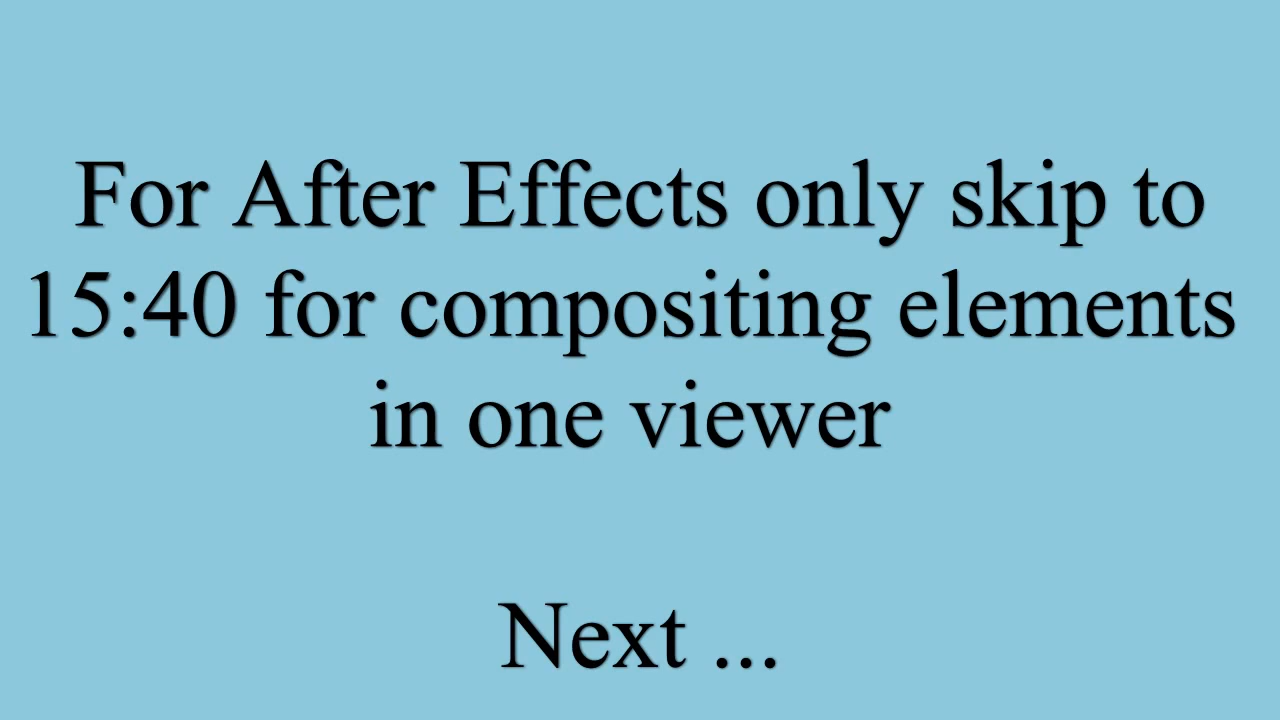 For After Effects only skip to
15:40 for compositing elements
in one viewer
Next ...